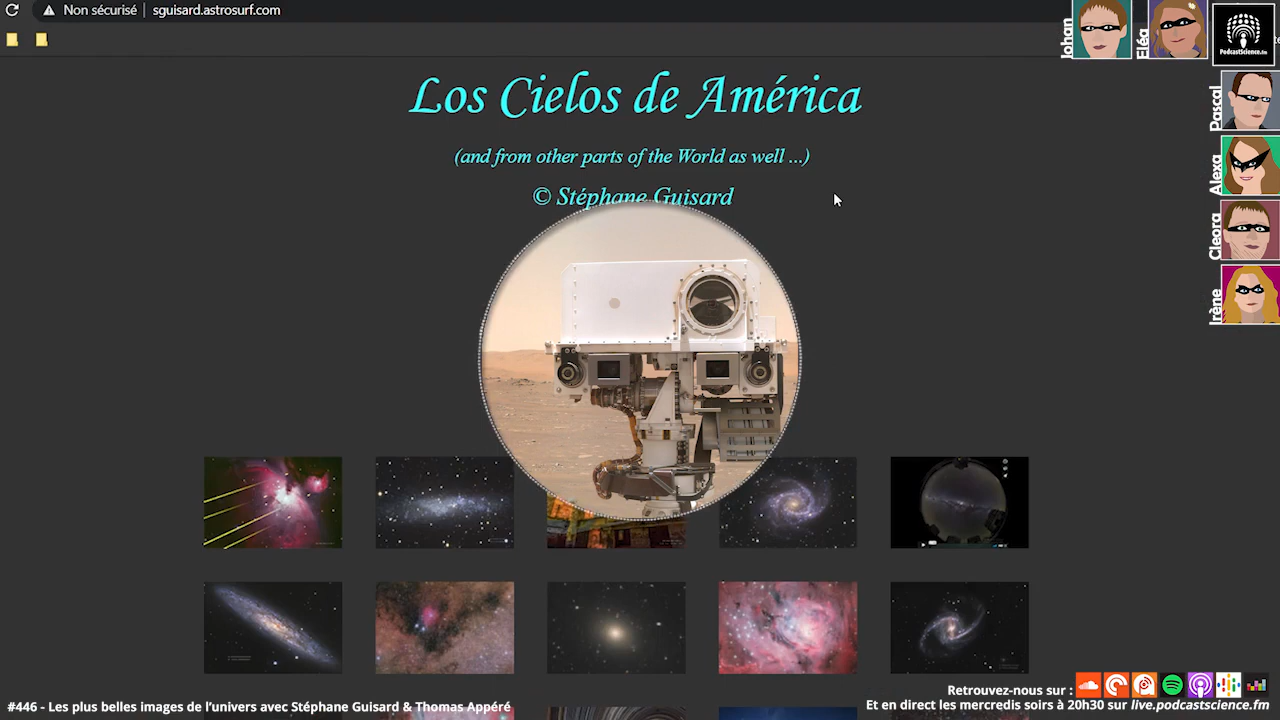 Non sécurisé | sguisard.astrosurf.com
Los Cielos de América
(and from other parts of the World as well ...)
© Stéphane Guisard
Johan
Eléa
PodcastScience.fm
Pascal
Alexa
Cleora
Irène
#446 - Les plus belles images de l'univers avec Stéphane Guisard & Thomas Appéré
Retrouvez-nous sur :
Et en direct les mercredis soirs à 20h30 sur live.podcastscience.fm